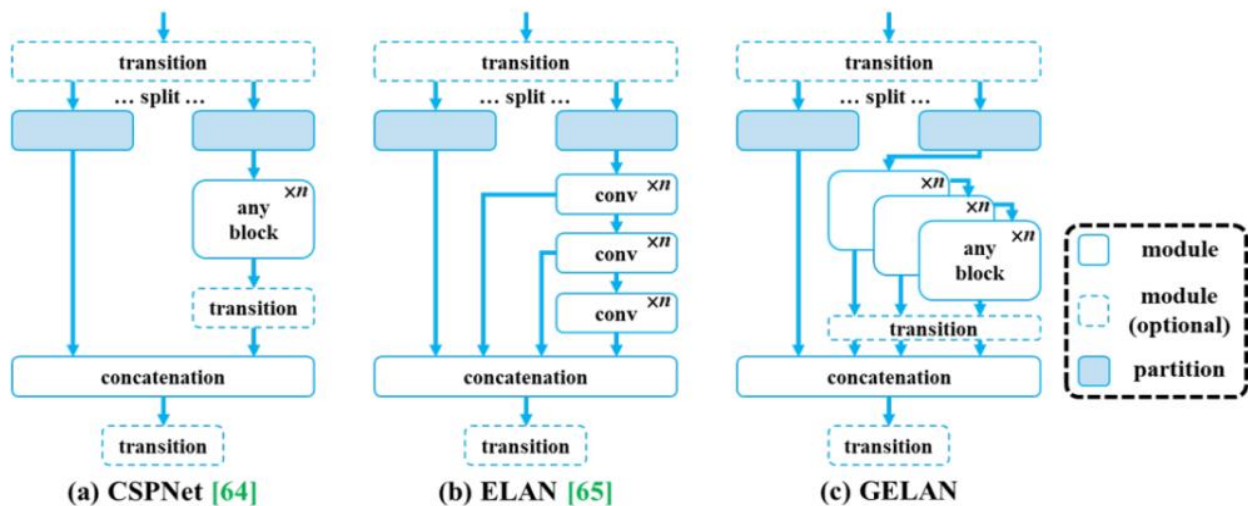 transition
... split ...
×n
any
block
transition
concatenation
transition
(a) CSPNet [64]
transition
... split ...
conv ×n
conv ×n
conv ×n
concatenation
transition
(b) ELAN [65]
transition
... split ...
×n
×n
×n
any
block
transition
concatenation
transition
(c) GELAN
module
module
(optional)
partition